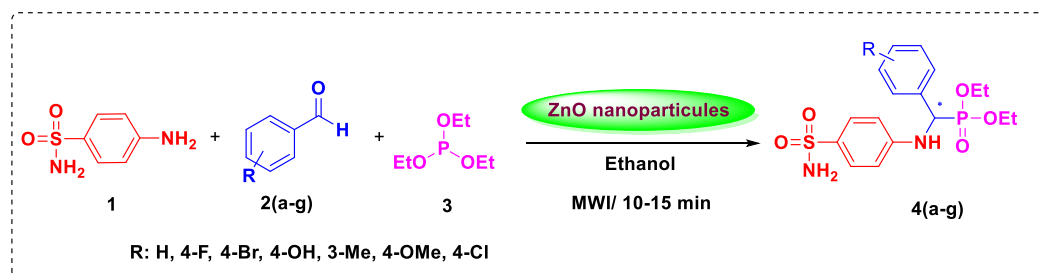 R
*
O
OEt
P
OEt
O
NH
O
S
O
NH2
4(a-g)
O
S
O
NH2
NH2
1
+
O
H
R
2(a-g)
+
OEt
P
EtO
OEt
3
ZnO nanoparticules
Ethanol
MWI/ 10-15 min
R: H, 4-F, 4-Br, 4-OH, 3-Me, 4-OMe, 4-Cl